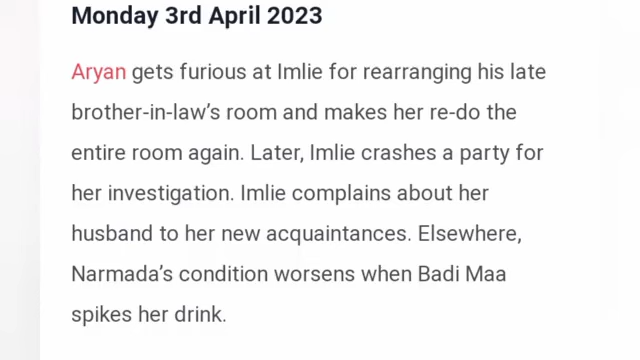 Monday 3rd April 2023
Aryan gets furious at Imlie for rearranging his late
brother-in-law’s room and makes her re-do the
entire room again. Later, Imlie crashes a party for
her investigation. Imlie complains about her
husband to her new acquaintances. Elsewhere,
Narmada’s condition worsens when Badi Maa
spikes her drink.